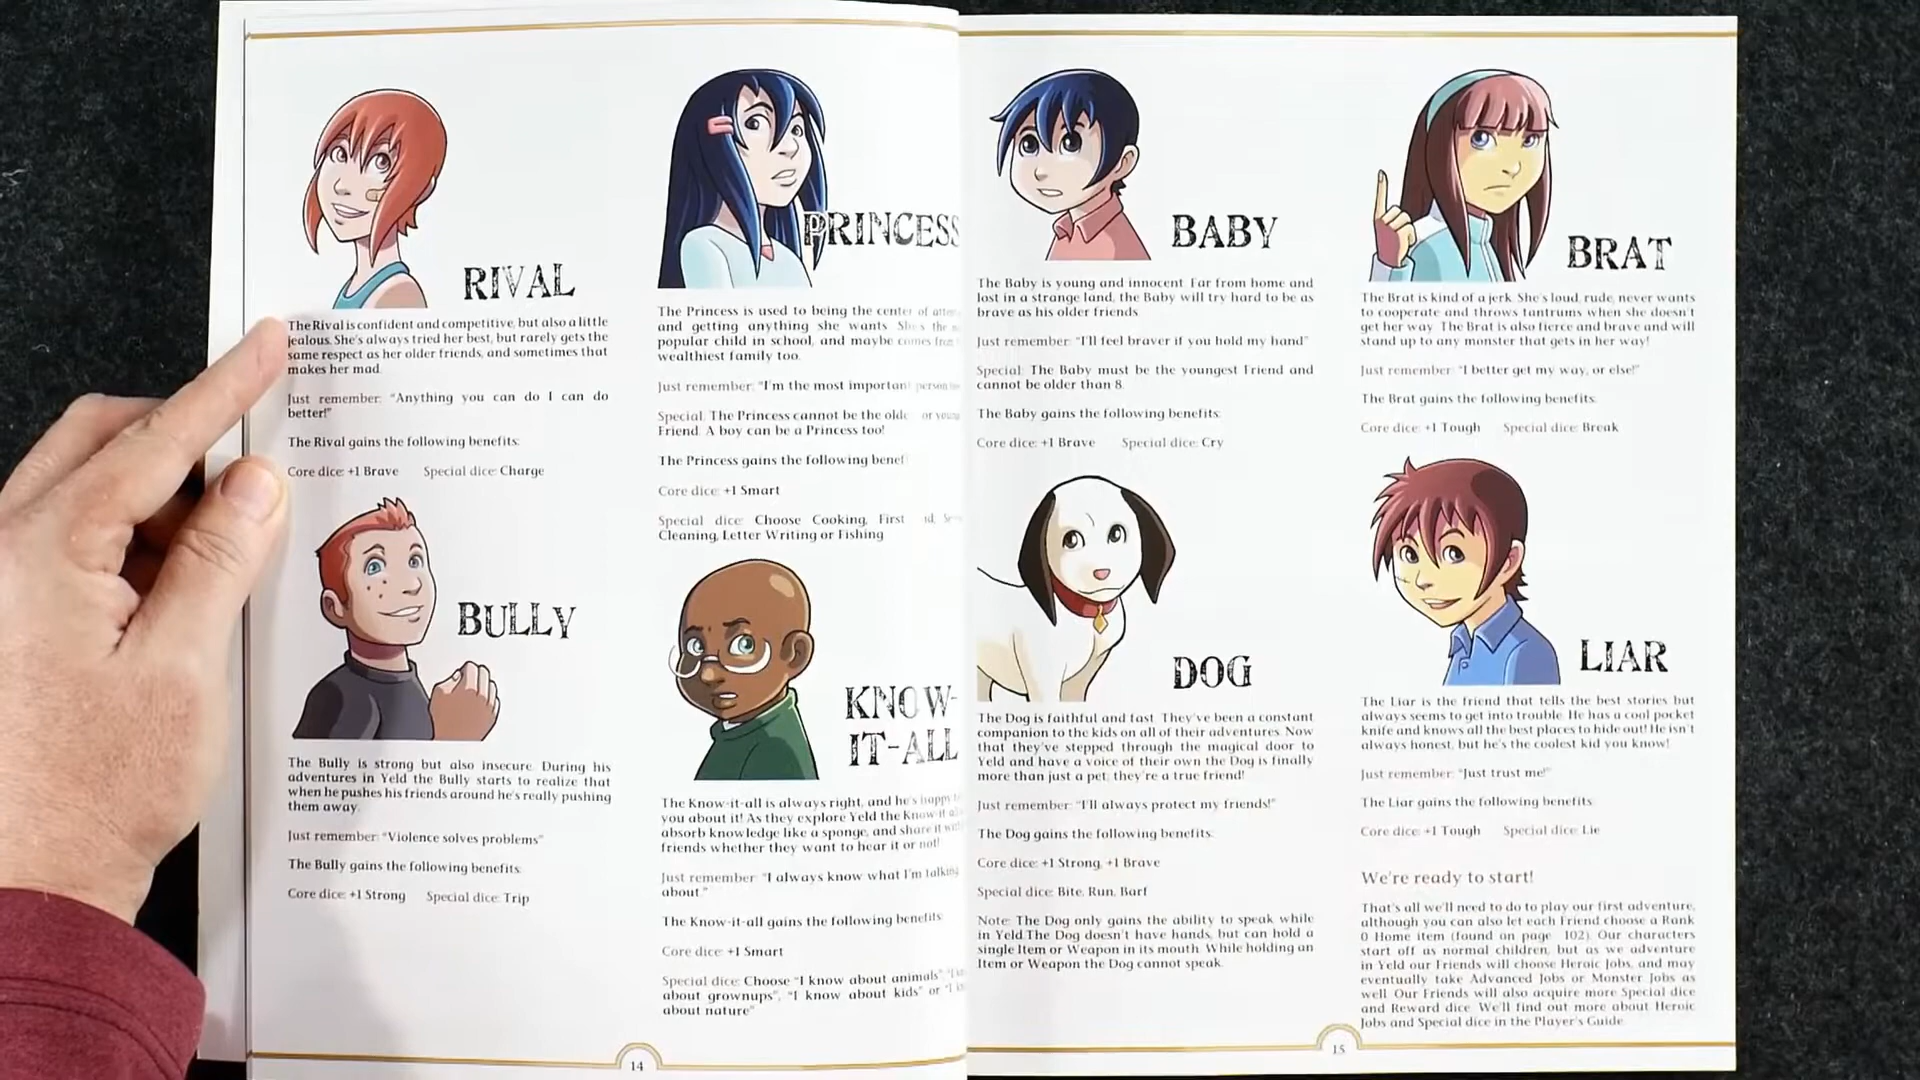 RIVAL
The Rival is confident and competitive, but also a little
jealous. She's always tried her best, but rarely gets the
same respect as her older friends, and sometimes that
makes her mad.
Just remember: "Anything you can do I can do
better!"
The Rival gains the following benefits:
Core dice: +1 Brave Special dice: Charge
BULLY
The Bully is strong but also insecure. During his
adventures in Yeld the Bully starts to realize that
when he pushes his friends around he's really pushing
them away.
Just remember: "Violence solves problems"
The Bully gains the following benefits:
Core dice: +1 Strong Special dice: Trip
PRINCESS
The Princess is used to being the center of
and getting anything she wants. She's the
popular child in school, and maybe comes from
wealthiest family too.
Just remember: "I'm the most important person
Special: The Princess cannot be the or
Friend. A boy can be a Princess too!
The Princess gains the following
Core dice: +1 Smart
Special dice: Choose Cooking, First
Cleaning, Letter Writing or Fishing
KNOW-
IT-ALL
The Know-it-all is always right, and he's happy
you about it! As they explore Yeld the Know-it
absorb knowledge like a sponge, and share it with
friends whether they want to hear it or not!
Just remember: "I always know what I'm talking
about."
The Know-it-all gains the following benefits
Core dice: +1 Smart
Special dice: Choose "I know about animals"
about grownups", "I know about kids" or
about nature"
14
BABY
The Baby is young and innocent. Far from home and
lost in a strange land, the Baby will try hard to be as
brave as his older friends.
Just remember: "I'll feel braver if you hold my hand"
Special: The Baby must be the youngest Friend and
cannot be older than 8.
The Baby gains the following benefits:
Core dice: +1 Brave Special dice: Cry
DOG
The Dog is faithful and fast. They've been a constant
companion to the kids on all of their adventures. Now
that they've stepped through the magical door to
Yeld and have a voice of their own the Dog is finally
more than just a pet; they're a true friend!
Just remember: "I'll always protect my friends!"
The Dog gains the following benefits:
Core dice: +1 Strong, +1 Brave
Special dice: Bite, Run, Barf
Note: The Dog only gains the ability to speak while
in Yeld.The Dog doesn't have hands, but can hold a
single Item or Weapon in its mouth. While holding an
Item or Weapon the Dog cannot speak.
BRAT
The Brat is kind of a jerk. She's loud, rude, never wants
to cooperate and throws tantrums when she doesn't
get her way. The Brat is also fierce and brave and will
stand up to any monster that gets in her way!
Just remember: "I better get my way, or else!"
The Brat gains the following benefits:
Core dice: +1 Tough Special dice: Break
LIAR
The Liar is the friend that tells the best stories but
always seems to get into trouble. He has a cool pocket
knife and knows all the best places to hide out! He isn't
always honest, but he's the coolest kid you know!
Just remember: "Just trust me!"
The Liar gains the following benefits:
Core dice: +1 Tough Special dice: Lie
We're ready to start!
That's all we'll need to do to play our first adventure,
although you can also let each Friend choose a Rank
0 Home item (found on page 102). Our characters
start off as normal children, but as we adventure
in Yeld our Friends will choose Heroic Jobs, and may
eventually take Advanced Jobs or Monster Jobs as
well. Our Friends will also acquire more Special dice
and Reward dice. We'll find out more about Heroic
Jobs and Special dice in the Player's Guide.
15